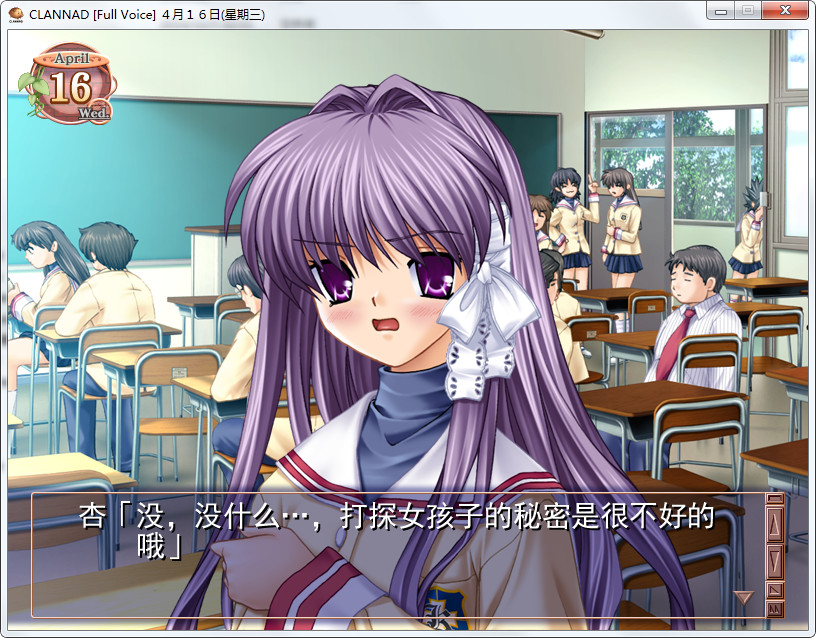 CLANNAD [Full Voice] 4月16日(星期三)
April
16
Wed.
杏「没，没什么…，打探女孩子的秘密是很不好的
哦」